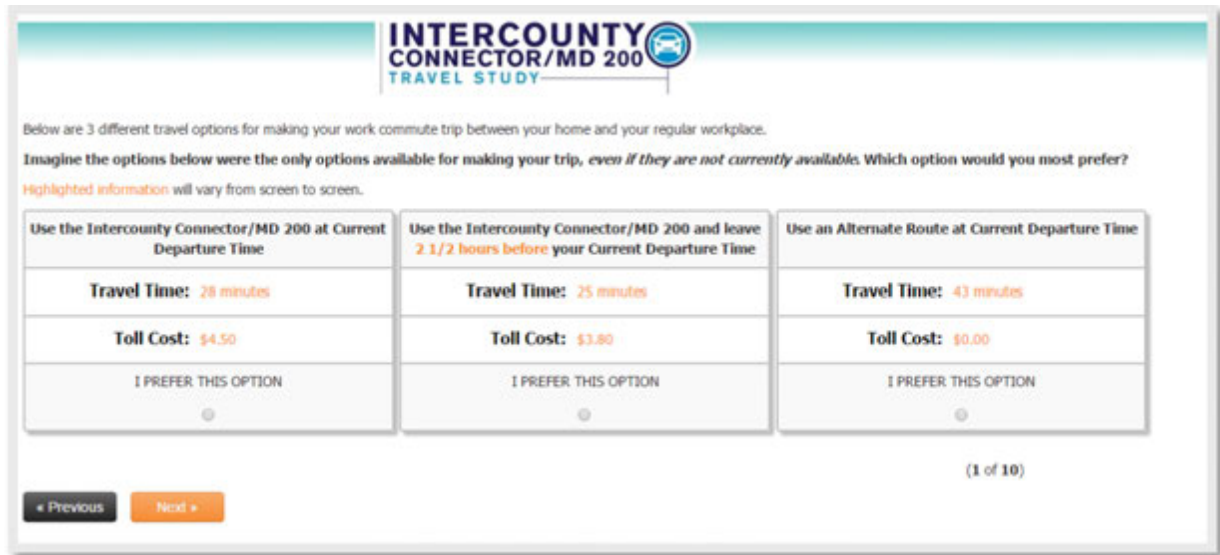 INTERCOUNTY
CONNECTOR/MD 200
TRAVEL STUDY
Below are 3 different travel options for making your work commute trip between your home and your regular workplace.
Imagine the options below were the only options available for making your trip, even if they are not currently available. Which option would you most prefer?
Highlighted information will vary from screen to screen.
Use the Intercounty Connector/MD 200 at Current
Departure Time
Travel Time: 28 minutes
Toll Cost: $4.50
I PREFER THIS OPTION
Use the Intercounty Connector/MD 200 and leave
2 1/2 hours before your Current Departure Time
Travel Time: 25 minutes
Toll Cost: $3.80
I PREFER THIS OPTION
Use an Alternate Route at Current Departure Time
Travel Time: 43 minutes
Toll Cost: $0.00
I PREFER THIS OPTION
(1 of 10)
« Previous
Next »